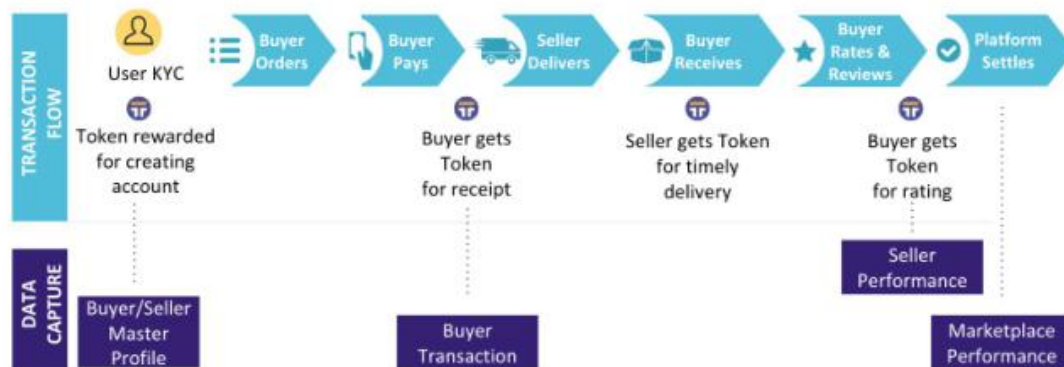 TRANSACTION
FLOW
User KYC
Buyer
Orders
Buyer
Pays
Seller
Delivers
Buyer
Receives
Buyer
Rates &
Reviews
Platform
Settles
Token rewarded
for creating
account
Buyer gets
Token
for receipt
Seller gets Token
for timely
delivery
Buyer gets
Token
for rating
DATA
CAPTURE
Buyer/Seller
Master
Profile
Buyer
Transaction
Seller
Performance
Marketplace
Performance